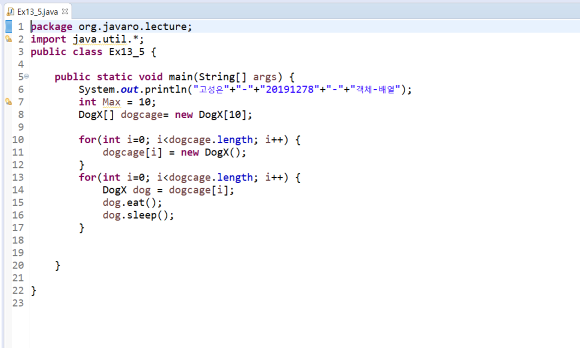 Ex13_5.java
1 package org.javaro.lecture;
2 import java.util.*;
3 public class Ex13_5 {
4
5 public static void main(String[] args) {
6 System.out.println("고성은"+"-"+"20191278"+"-"+"객체-배열");
7 int Max = 10;
8 DogX[] dogcage= new DogX[10];
9
10 for(int i=0; i<dogcage.length; i++) {
11 dogcage[i] = new DogX();
12 }
13 for(int i=0; i<dogcage.length; i++) {
14 DogX dog = dogcage[i];
15 dog.eat();
16 dog.sleep();
17 }
18
19
20 }
21
22 }
23